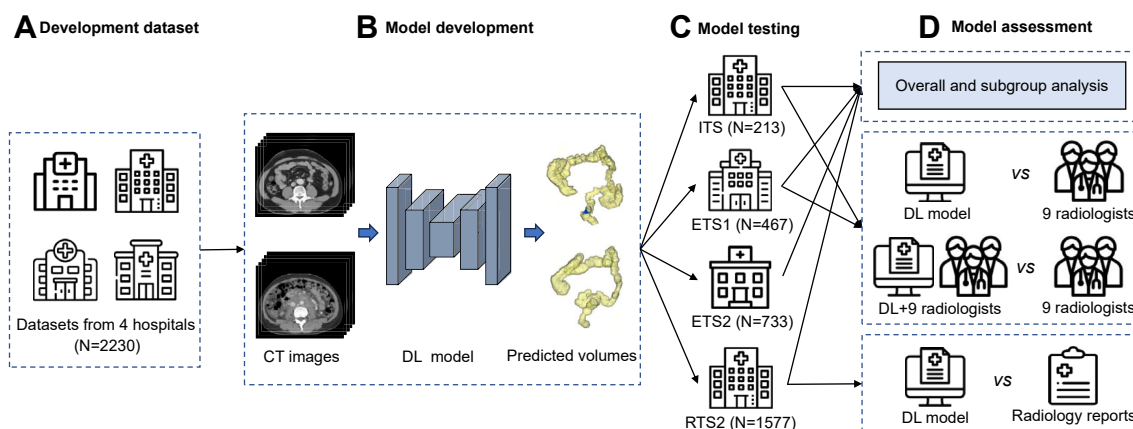 A Development dataset
B Model development
C Model testing
D Model assessment
Datasets from 4 hospitals
(N=2230)
CT images
DL model
Predicted volumes
ITS (N=213)
ETS1 (N=467)
ETS2 (N=733)
RTS2 (N=1577)
Overall and subgroup analysis
vs
DL model
9 radiologists
vs
DL+9 radiologists
9 radiologists
vs
DL model
Radiology reports